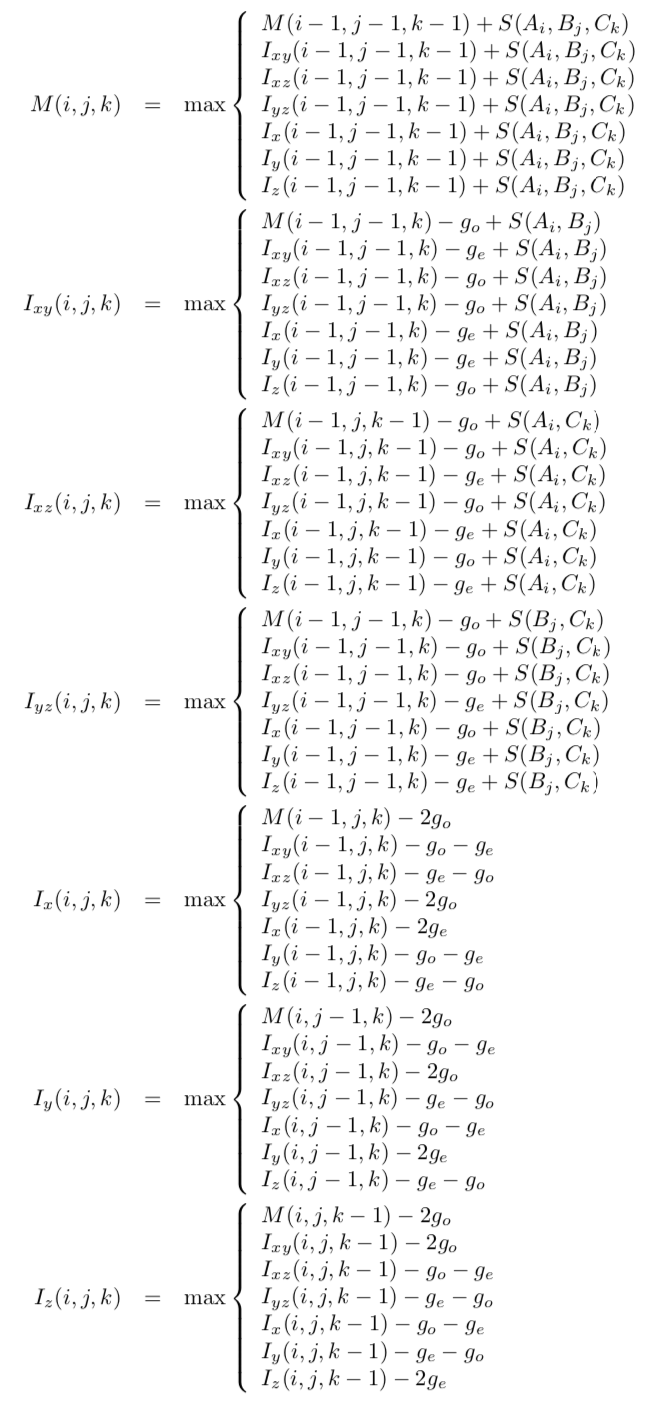 M(i − 1, j − 1, k − 1) + S(A_i, B_j, C_k)
I_xy(i − 1, j − 1, k − 1) + S(A_i, B_j, C_k)
I_xz(i − 1, j − 1, k − 1) + S(A_i, B_j, C_k)
M(i, j, k) = max { I_yz(i − 1, j − 1, k − 1) + S(A_i, B_j, C_k)
I_x(i − 1, j − 1, k − 1) + S(A_i, B_j, C_k)
I_y(i − 1, j − 1, k − 1) + S(A_i, B_j, C_k)
I_z(i − 1, j − 1, k − 1) + S(A_i, B_j, C_k)
M(i − 1, j − 1, k) − g_o + S(A_i, B_j)
I_xy(i − 1, j − 1, k) − g_e + S(A_i, B_j)
I_xz(i − 1, j − 1, k) − g_o + S(A_i, B_j)
I_xy(i, j, k) = max { I_yz(i − 1, j − 1, k) − g_o + S(A_i, B_j)
I_x(i − 1, j − 1, k) − g_e + S(A_i, B_j)
I_y(i − 1, j − 1, k) − g_e + S(A_i, B_j)
I_z(i − 1, j − 1, k) − g_o + S(A_i, B_j)
M(i − 1, j, k − 1) − g_o + S(A_i, C_k)
I_xy(i − 1, j, k − 1) − g_o + S(A_i, C_k)
I_xz(i − 1, j, k − 1) − g_e + S(A_i, C_k)
I_xz(i, j, k) = max { I_yz(i − 1, j, k − 1) − g_o + S(A_i, C_k)
I_x(i − 1, j, k − 1) − g_e + S(A_i, C_k)
I_y(i − 1, j, k − 1) − g_o + S(A_i, C_k)
I_z(i − 1, j, k − 1) − g_e + S(A_i, C_k)
M(i − 1, j − 1, k) − g_o + S(B_j, C_k)
I_xy(i − 1, j − 1, k) − g_o + S(B_j, C_k)
I_xz(i − 1, j − 1, k) − g_o + S(B_j, C_k)
I_yz(i, j, k) = max { I_yz(i − 1, j − 1, k) − g_e + S(B_j, C_k)
I_x(i − 1, j − 1, k) − g_o + S(B_j, C_k)
I_y(i − 1, j − 1, k) − g_e + S(B_j, C_k)
I_z(i − 1, j − 1, k) − g_e + S(B_j, C_k)
M(i − 1, j, k) − 2g_o
I_xy(i − 1, j, k) − g_o − g_e
I_xz(i − 1, j, k) − g_e − g_o
I_x(i, j, k) = max { I_yz(i − 1, j, k) − 2g_o
I_x(i − 1, j, k) − 2g_e
I_y(i − 1, j, k) − g_o − g_e
I_z(i − 1, j, k) − g_e − g_o
M(i, j − 1, k) − 2g_o
I_xy(i, j − 1, k) − g_o − g_e
I_xz(i, j − 1, k) − 2g_o
I_y(i, j, k) = max { I_yz(i, j − 1, k) − g_e − g_o
I_x(i, j − 1, k) − g_o − g_e
I_y(i, j − 1, k) − 2g_e
I_z(i, j − 1, k) − g_e − g_o
M(i, j, k − 1) − 2g_o
I_xy(i, j, k − 1) − 2g_o
I_xz(i, j, k − 1) − g_o − g_e
I_z(i, j, k) = max { I_yz(i, j, k − 1) − g_e − g_o
I_x(i, j, k − 1) − g_o − g_e
I_y(i, j, k − 1) − g_e − g_o
I_z(i, j, k − 1) − 2g_e